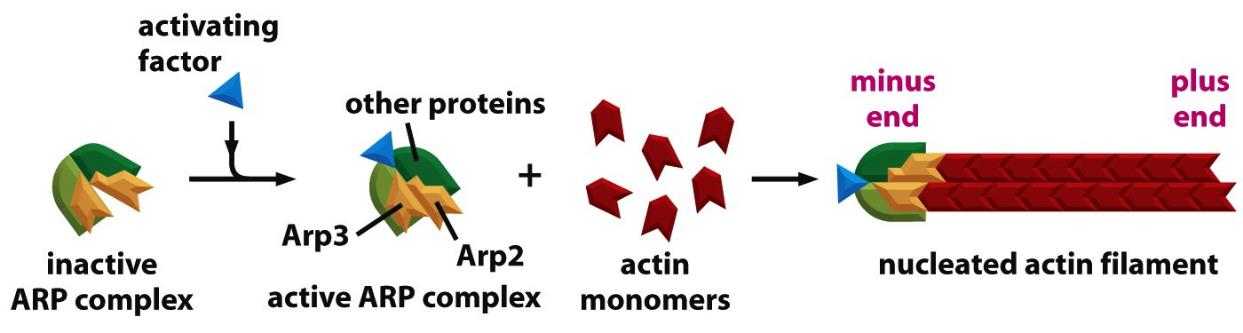 activating
factor
other proteins
minus
end
plus
end
+
Arp3
Arp2
inactive
ARP complex
active ARP complex
actin
monomers
nucleated actin filament